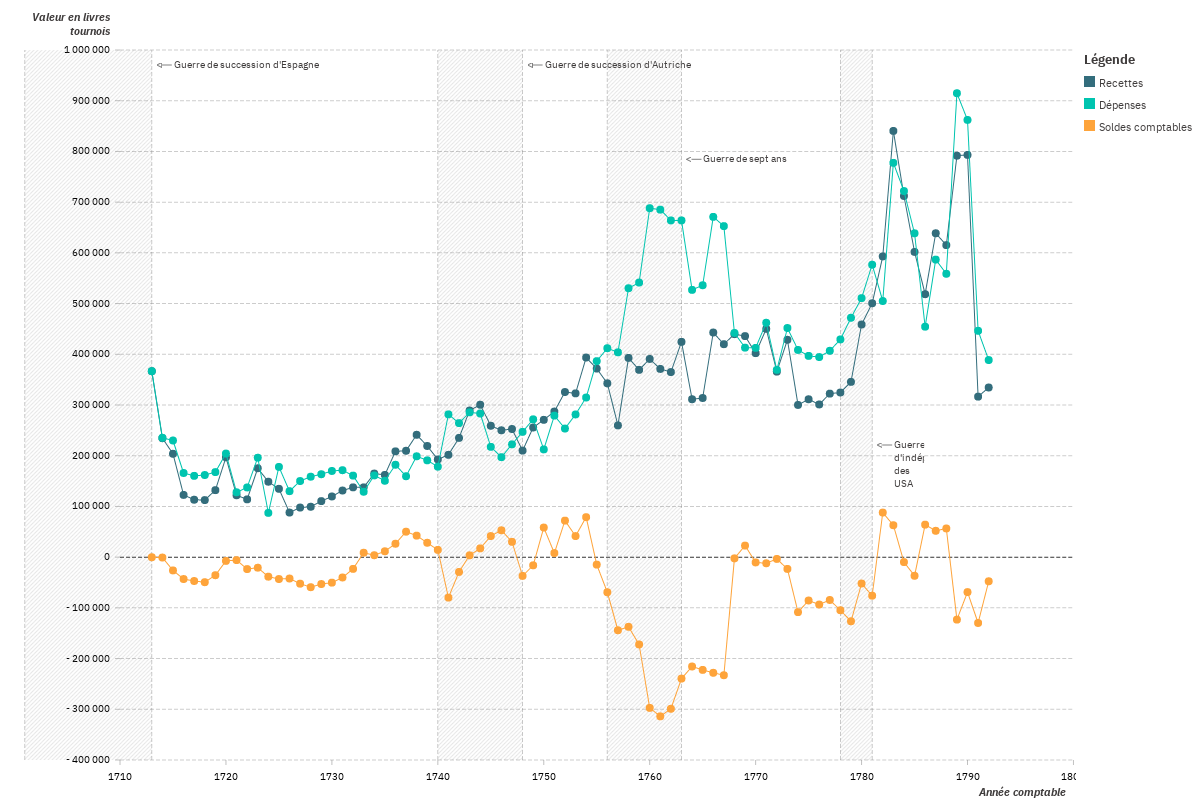 Valeur en livres
tournois
1 000 000
900 000
800 000
700 000
600 000
500 000
400 000
300 000
200 000
100 000
0
- 100 000
- 200 000
- 300 000
- 400 000
Guerre de succession d'Espagne
Guerre de succession d'Autriche
Guerre de sept ans
Guerre
d'indé
des
USA
1710
1720
1730
1740
1750
1760
1770
1780
1790
180
Année comptable
Légende
Recettes
Dépenses
Soldes comptables